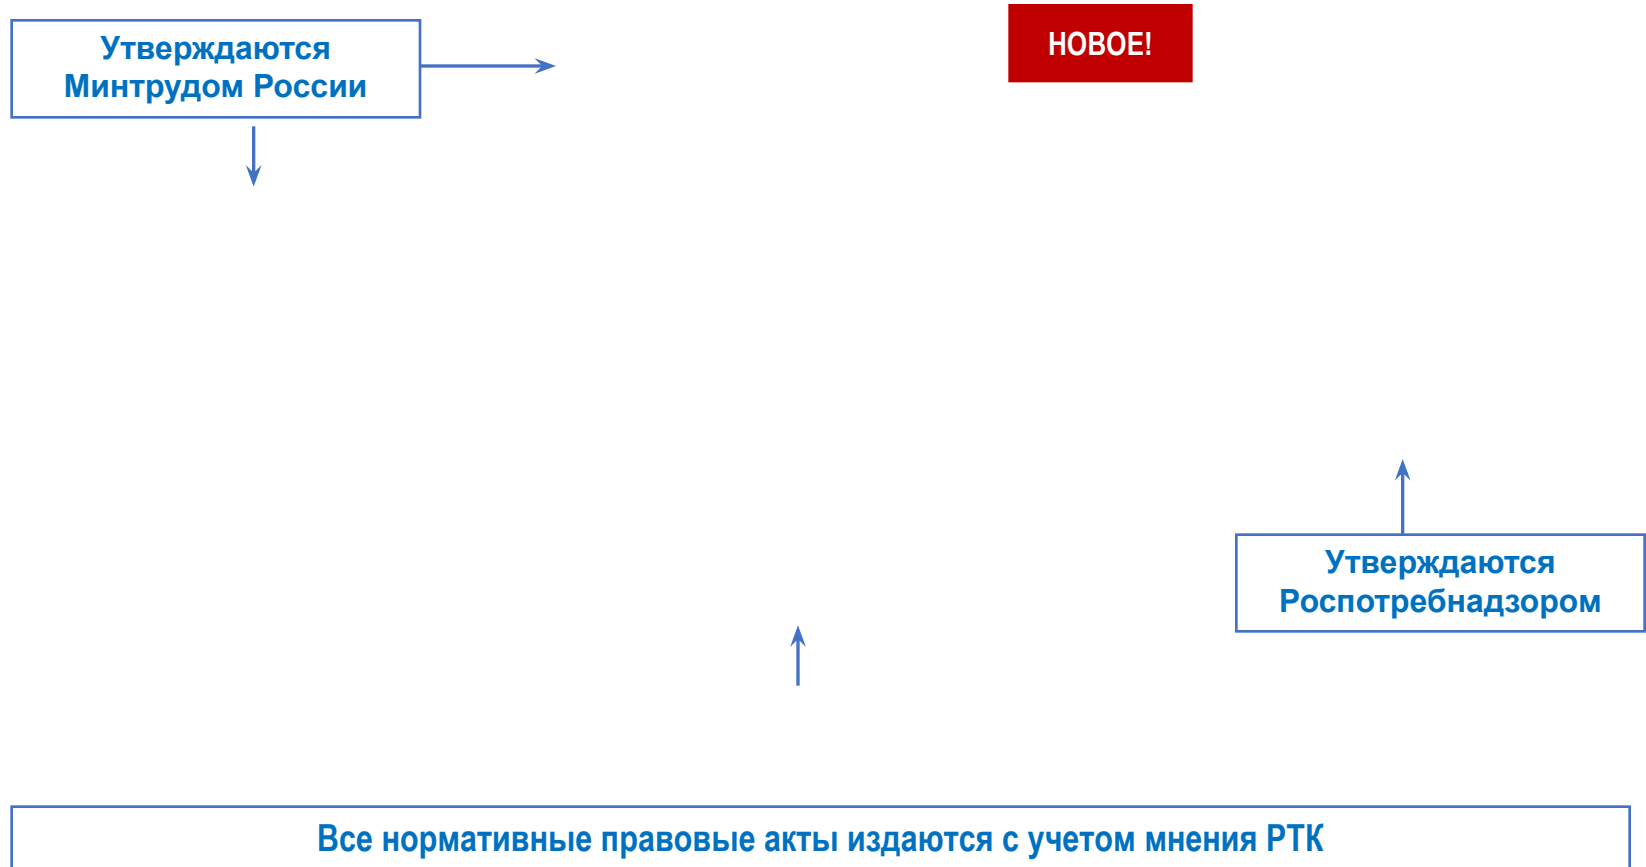 Утверждаются
Минтрудом России
НОВОЕ!
Утверждаются
Роспотребнадзором
Все нормативные правовые акты издаются с учетом мнения РТК